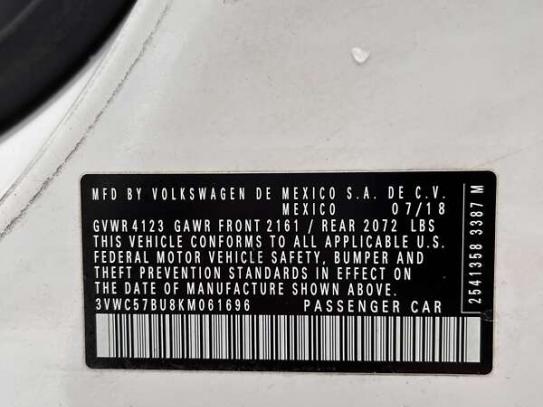 MFD BY VOLKSWAGEN DE MEXICO S.A. DE C.V.
MEXICO 07/18
GVWR 4123 GAWR FRONT 2161 / REAR 2072 LBS
THIS VEHICLE CONFORMS TO ALL APPLICABLE U.S.
FEDERAL MOTOR VEHICLE SAFETY, BUMPER AND
THEFT PREVENTION STANDARDS IN EFFECT ON
THE DATE OF MANUFACTURE SHOWN ABOVE.
3VWC57BU8KM061696 PASSENGER CAR
2541358 3387 M